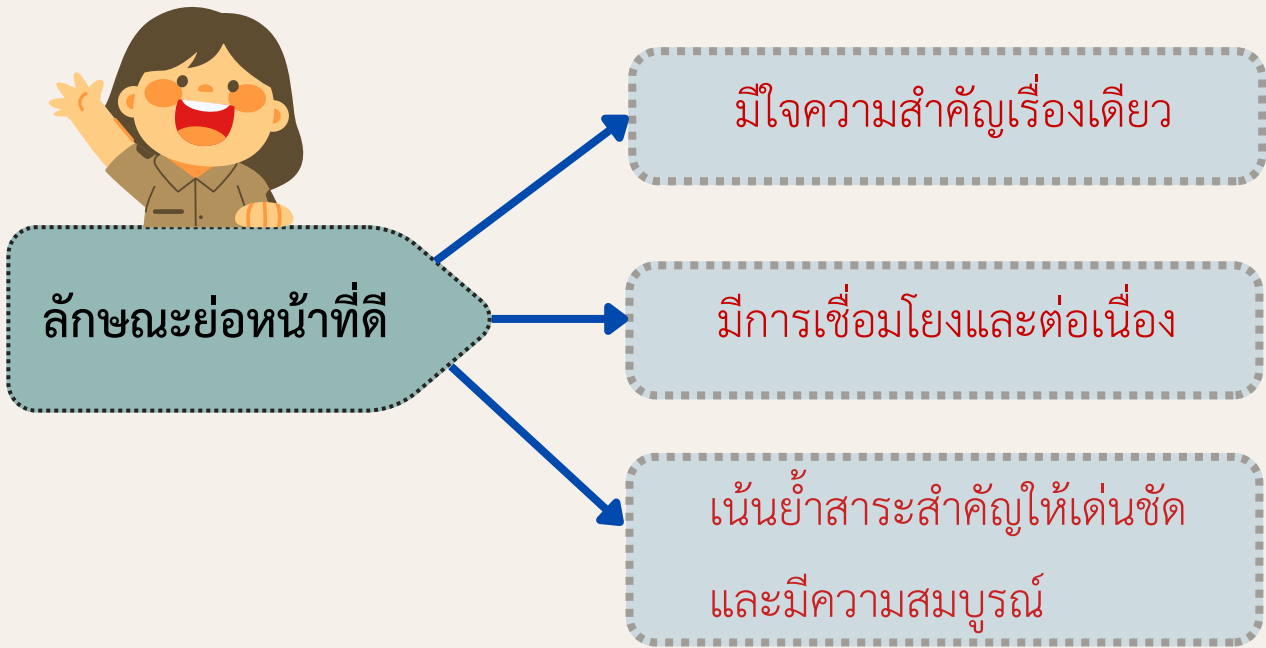 มีใจความสำคัญเรื่องเดียว
ลักษณะย่อหน้าที่ดี
มีการเชื่อมโยงและต่อเนื่อง
เน้นย้ำสาระสำคัญให้เด่นชัด
และมีความสมบูรณ์